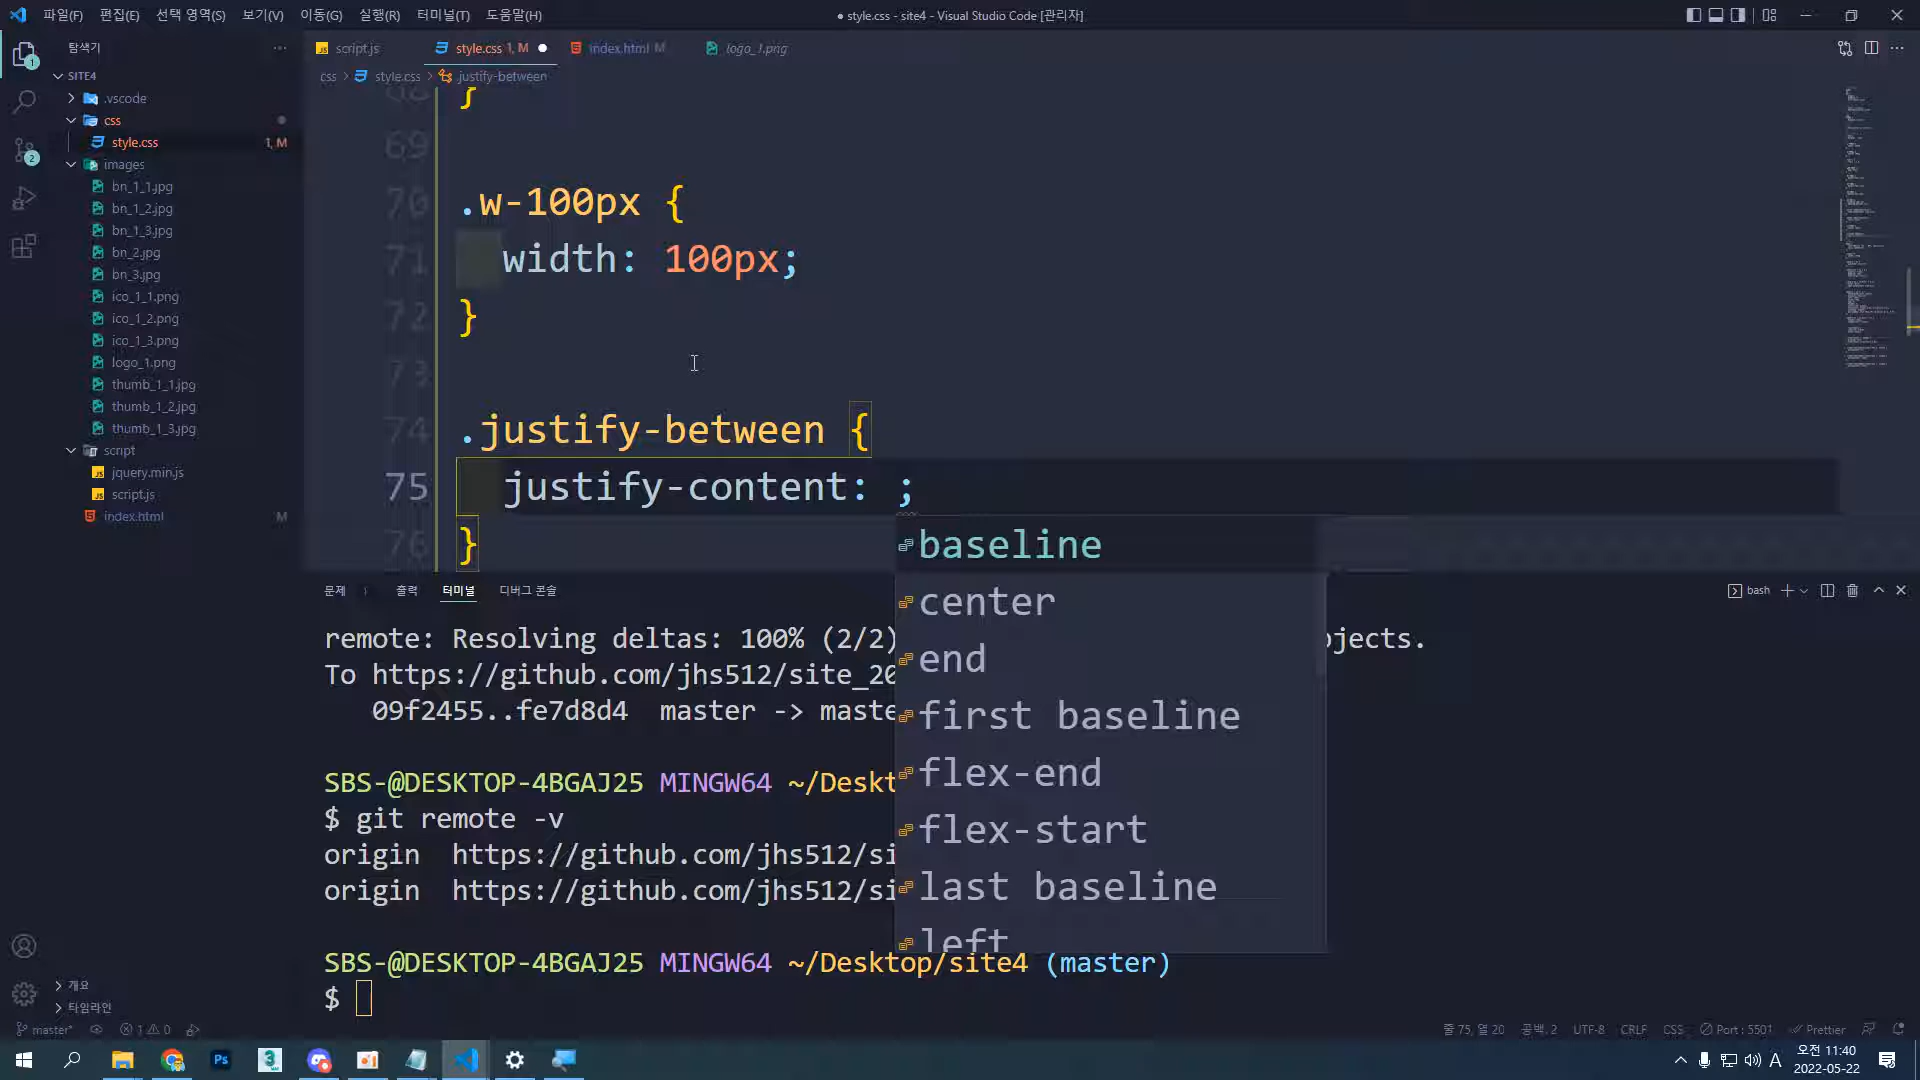 파일(F) 편집(E) 선택 영역(S) 보기(V) 이동(G) 실행(R) 터미널(T) 도움말(H)
● style.css - site4 - Visual Studio Code [관리자]
탐색기
script.js
style.css 1, M
index.html M
logo_1.png
css > style.css > justify-between
SITE4
.vscode
css
style.css 1, M
images
bn_1_1.jpg
bn_1_2.jpg
bn_1_3.jpg
bn_2.jpg
bn_3.jpg
ico_1_1.png
ico_1_2.png
ico_1_3.png
logo_1.png
thumb_1_1.jpg
thumb_1_2.jpg
thumb_1_3.jpg
script
jquery.min.js
script.js
index.html M
개요
타임라인
68 }
69
70 .w-100px {
71 width: 100px;
72 }
73
74 .justify-between {
75 justify-content: ;
76 }
baseline
center
end
first baseline
flex-end
flex-start
last baseline
left
문제 1 출력 터미널 디버그 콘솔
bash
remote: Resolving deltas: 100% (2/2) bjects.
To https://github.com/jhs512/site_20
09f2455..fe7d8d4 master -> maste
SBS-@DESKTOP-4BGAJ25 MINGW64 ~/Deskt
$ git remote -v
origin https://github.com/jhs512/si
origin https://github.com/jhs512/si
SBS-@DESKTOP-4BGAJ25 MINGW64 ~/Desktop/site4 (master)
$
master* 1 0
줄 75, 열 20 공백: 2 UTF-8 CRLF CSS Port : 5501 Prettier
Ps
3
A
오전 11:40
2022-05-22